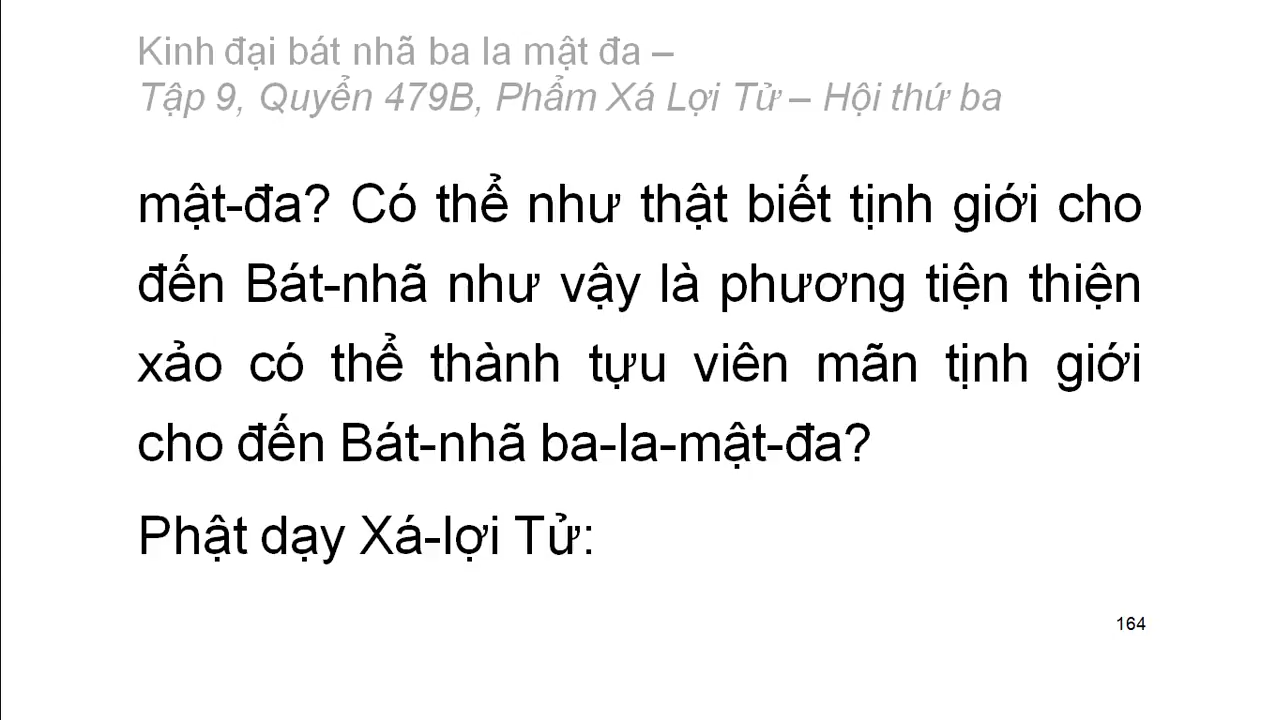 Kinh đại bát nhã ba la mật đa –
Tập 9, Quyển 479B, Phẩm Xá Lợi Tử – Hội thứ ba
mật-đa? Có thể như thật biết tịnh giới cho
đến Bát-nhã như vậy là phương tiện thiện
xảo có thể thành tựu viên mãn tịnh giới
cho đến Bát-nhã ba-la-mật-đa?
Phật dạy Xá-lợi Tử:
164